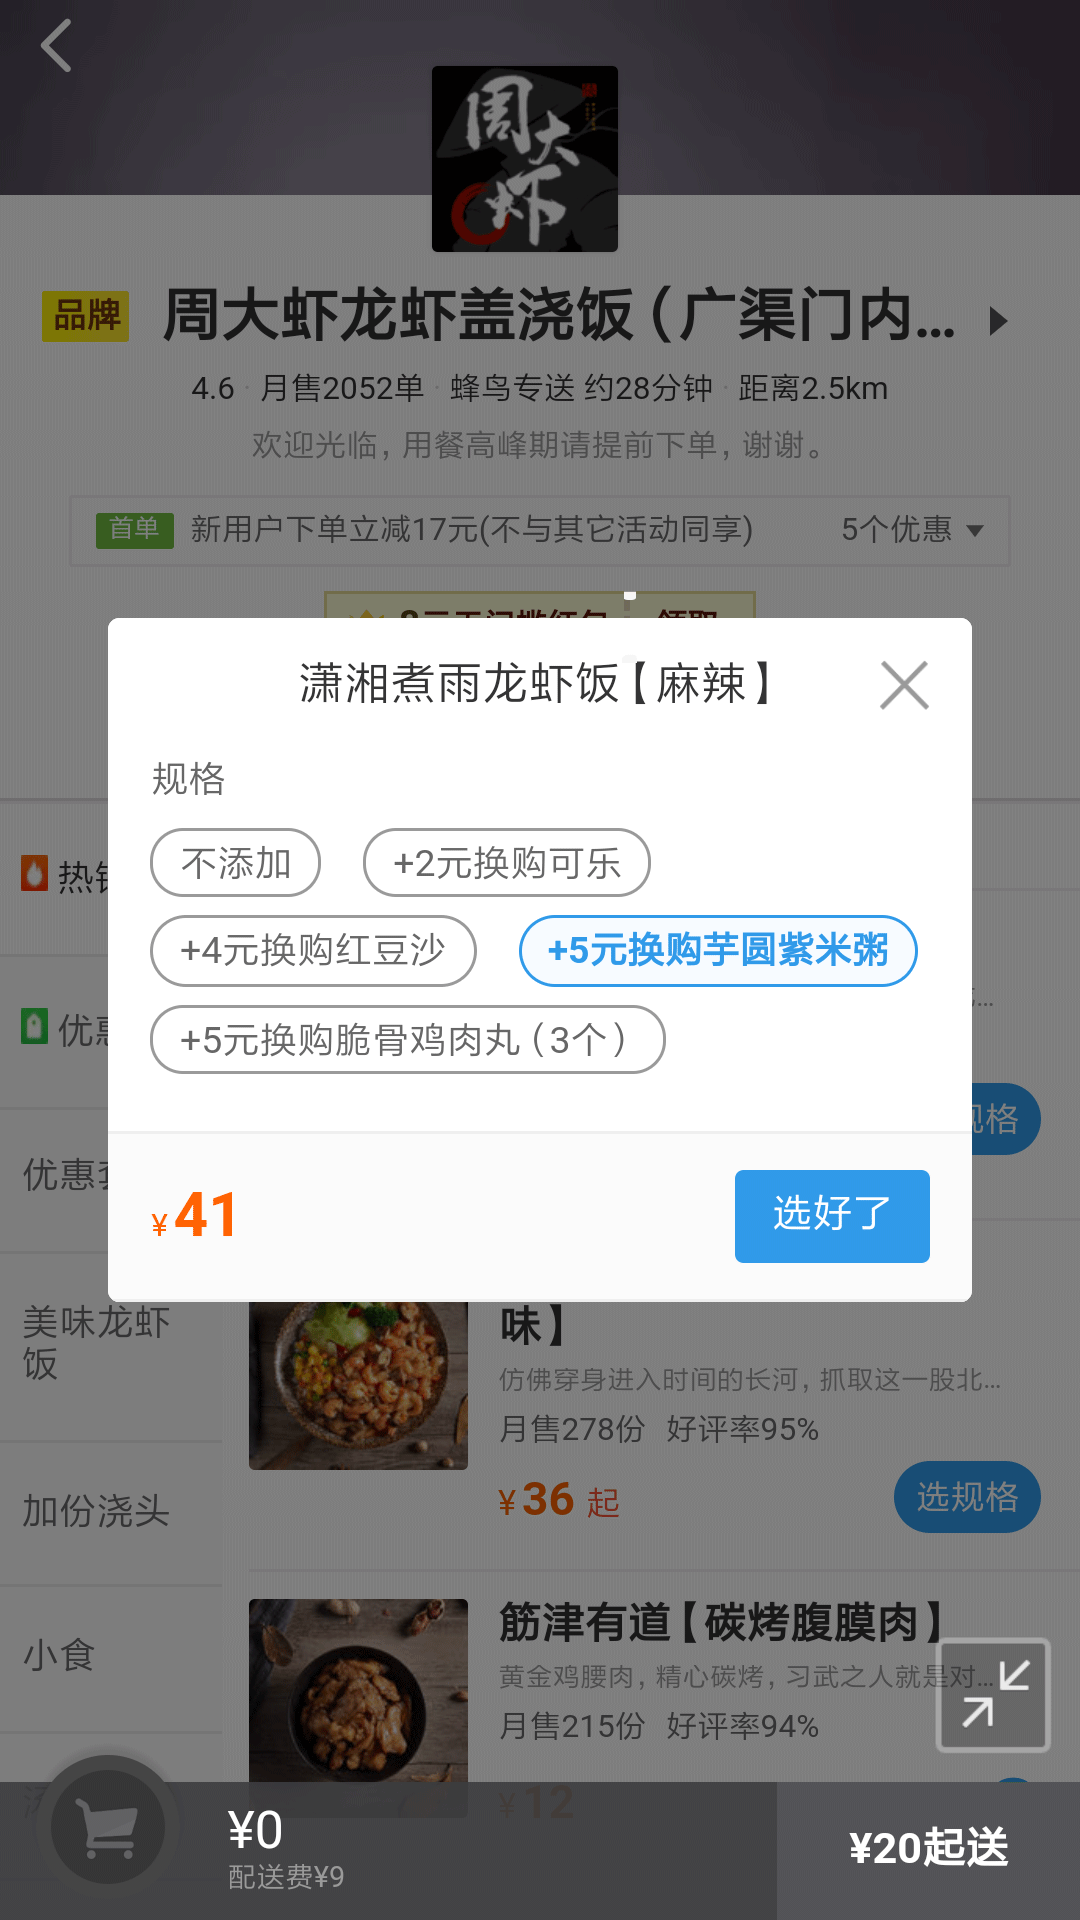 周大虾
品牌 周大虾龙虾盖浇饭（广渠门内...
4.6 · 月售2052单 · 蜂鸟专送 约28分钟 · 距离2.5km
欢迎光临，用餐高峰期请提前下单，谢谢。
首单 新用户下单立减17元(不与其它活动同享) 5个优惠
潇湘煮雨龙虾饭【麻辣】
规格
不添加 +2元换购可乐
+4元换购红豆沙 +5元换购芋圆紫米粥
+5元换购脆骨鸡肉丸（3个）
¥41 选好了
热
优惠
规格
优惠
美味龙虾饭
加份浇头
小食
味】
仿佛穿身进入时间的长河，抓取这一股北...
月售278份 好评率95%
¥36 起 选规格
筋津有道【碳烤腹膜肉】
黄金鸡腰肉，精心碳烤，习武之人就是对...
月售215份 好评率94%
¥12
¥0
配送费¥9
¥20起送